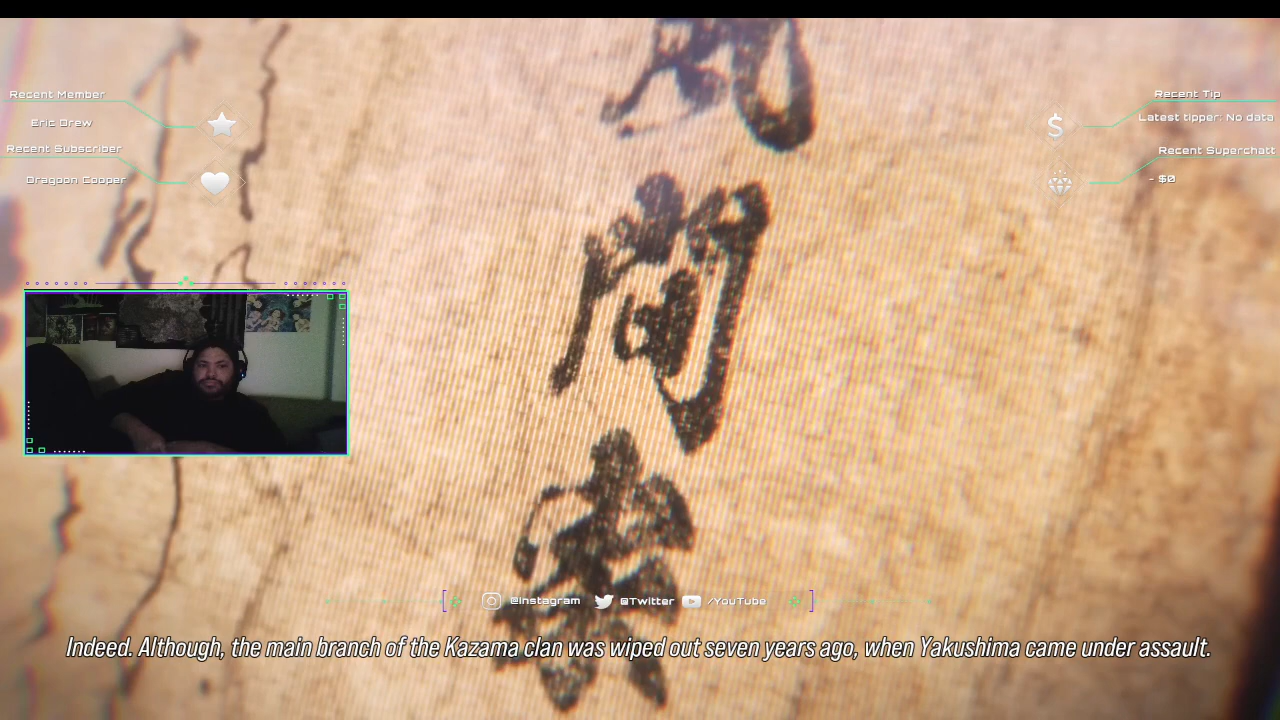 Recent Member
Eric Drew
Recent Subscriber
Dragoon Cooper
Recent Tip
Latest tipper: No data
Recent Superchatt
- $0
風
間
業
@Instagram @Twitter /YouTube
Indeed. Although, the main branch of the Kazama clan was wiped out seven years ago, when Yakushima came under assault.